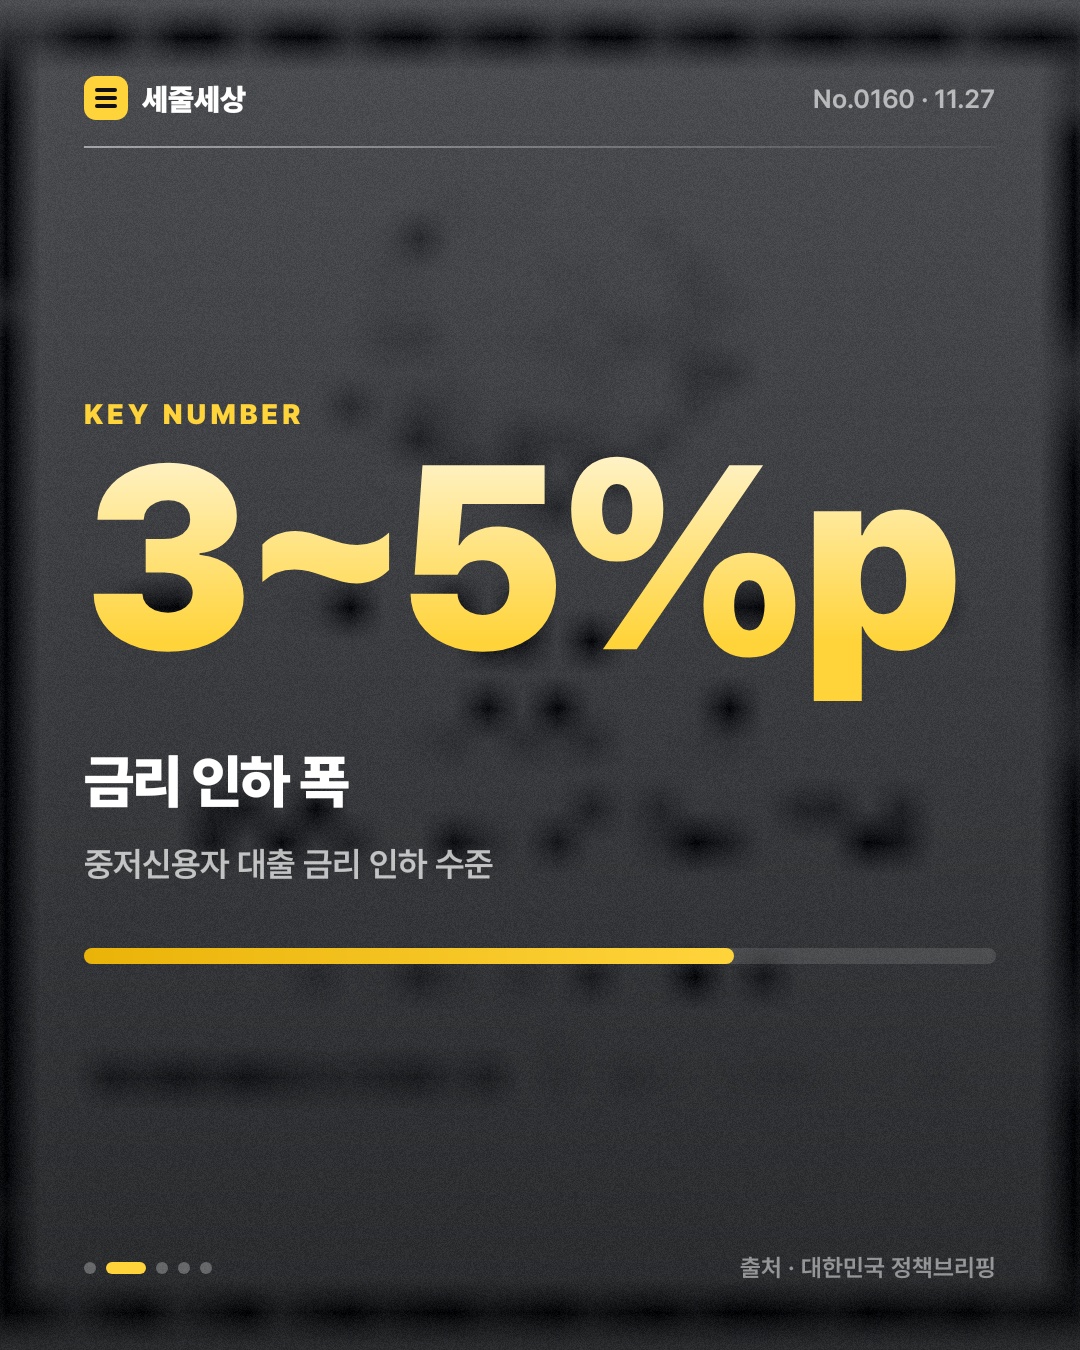 세줄세상
No.0160 · 11.27
KEY NUMBER
3~5%p
금리 인하 폭
중저신용자 대출 금리 인하 수준
출처 · 대한민국 정책브리핑